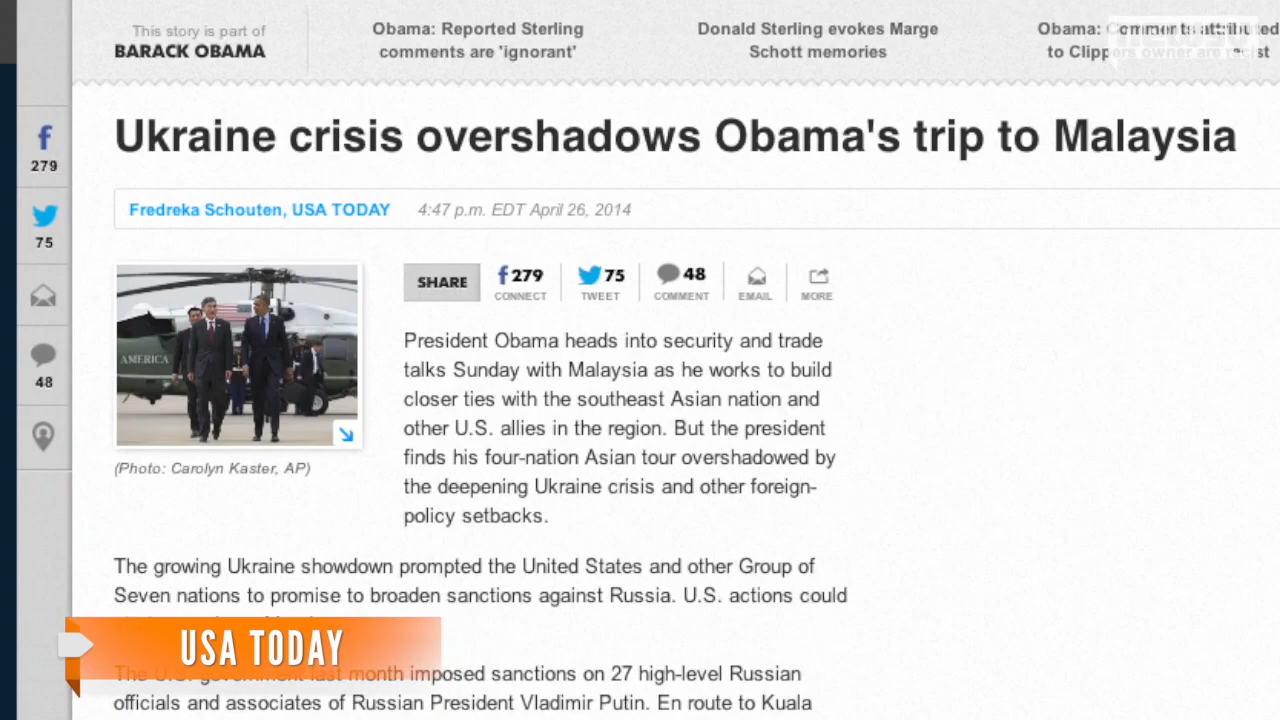 This story is part of
BARACK OBAMA
Obama: Reported Sterling
comments are 'ignorant'
Donald Sterling evokes Marge
Schott memories
Obama: Comments attributed
to Clippers owner are racist
Ukraine crisis overshadows Obama's trip to Malaysia
Fredreka Schouten, USA TODAY 4:47 p.m. EDT April 26, 2014
279
75
48
AMERICA
(Photo: Carolyn Kaster, AP)
SHARE
279
CONNECT
75
TWEET
48
COMMENT
EMAIL
MORE
President Obama heads into security and trade
talks Sunday with Malaysia as he works to build
closer ties with the southeast Asian nation and
other U.S. allies in the region. But the president
finds his four-nation Asian tour overshadowed by
the deepening Ukraine crisis and other foreign-
policy setbacks.
The growing Ukraine showdown prompted the United States and other Group of
Seven nations to promise to broaden sanctions against Russia. U.S. actions could
USA TODAY
The U.S. government last month imposed sanctions on 27 high-level Russian
officials and associates of Russian President Vladimir Putin. En route to Kuala